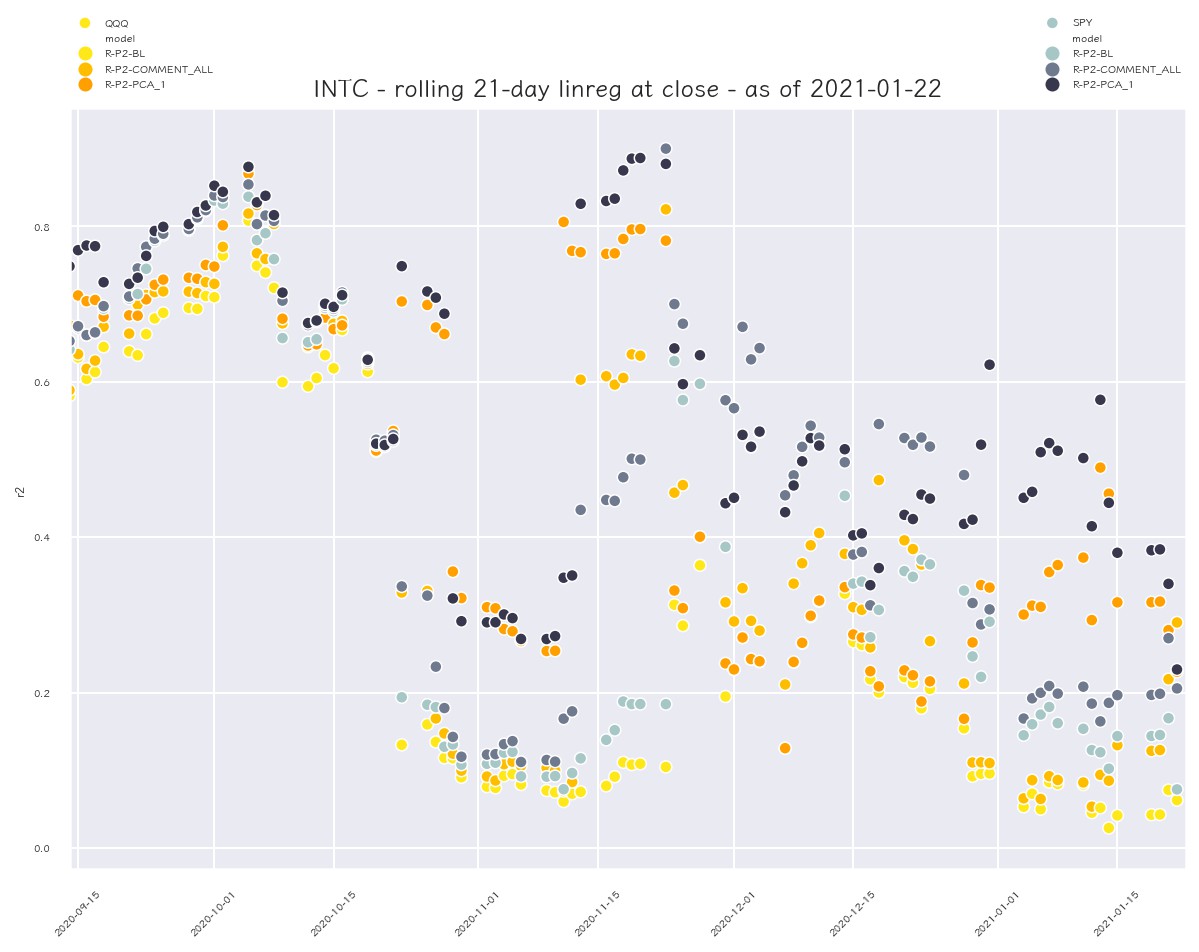 QQQ
model
R-P2-BL
R-P2-COMMENT_ALL
R-P2-PCA_1
SPY
model
R-P2-BL
R-P2-COMMENT_ALL
R-P2-PCA_1
INTC - rolling 21-day linreg at close - as of 2021-01-22
r2
0.8
0.6
0.4
0.2
0.0
2020-09-15
2020-10-01
2020-10-15
2020-11-01
2020-11-15
2020-12-01
2020-12-15
2021-01-01
2021-01-15